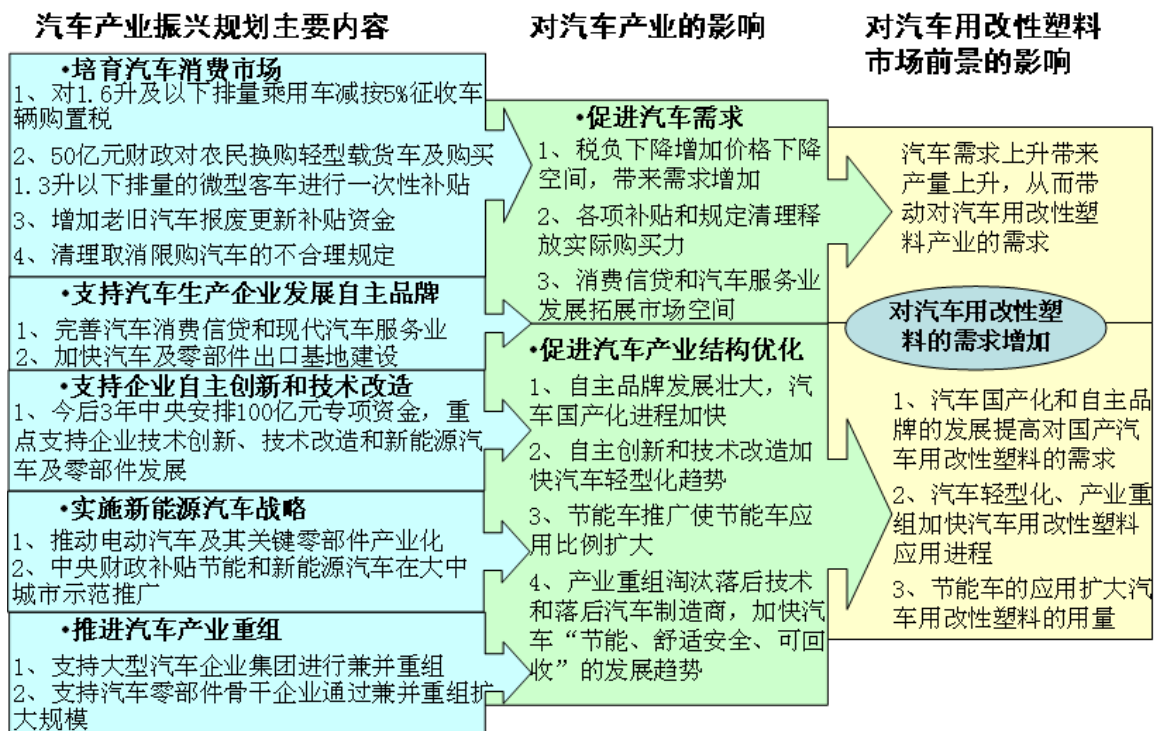 汽车产业振兴规划主要内容
对汽车产业的影响
对汽车用改性塑料
市场前景的影响
•培育汽车消费市场
1、对1.6升及以下排量乘用车减按5%征收车
辆购置税
2、50亿元财政对农民换购轻型载货车及购买
1.3升以下排量的微型客车进行一次性补贴
3、增加老旧汽车报废更新补贴资金
4、清理取消限购汽车的不合理规定
•支持汽车生产企业发展自主品牌
1、完善汽车消费信贷和现代汽车服务业
2、加快汽车及零部件出口基地建设
•支持企业自主创新和技术改造
1、今后3年中央安排100亿元专项资金，重
点支持企业技术创新、技术改造和新能源汽
车及零部件发展
•实施新能源汽车战略
1、推动电动汽车及其关键零部件产业化
2、中央财政补贴节能和新能源汽车在大中
城市示范推广
•推进汽车产业重组
1、支持大型汽车企业集团进行兼并重组
2、支持汽车零部件骨干企业通过兼并重组扩
大规模
•促进汽车需求
1、税负下降增加价格下降
空间，带来需求增加
2、各项补贴和规定清理释
放实际购买力
3、消费信贷和汽车服务业
发展拓展市场空间
•促进汽车产业结构优化
1、自主品牌发展壮大，汽
车国产化进程加快
2、自主创新和技术改造加
快汽车轻型化趋势
3、节能车推广使节能车应
用比例扩大
4、产业重组淘汰落后技术
和落后汽车制造商，加快汽
车“节能、舒适安全、可回
收”的发展趋势
汽车需求上升带来
产量上升，从而带
动对汽车用改性塑
料产业的需求
对汽车用改性塑
料的需求增加
1、汽车国产化和自主品
牌的发展提高对国产汽
车用改性塑料的需求
2、汽车轻型化、产业重
组加快汽车用改性塑料
应用进程
3、节能车的应用扩大汽
车用改性塑料的用量